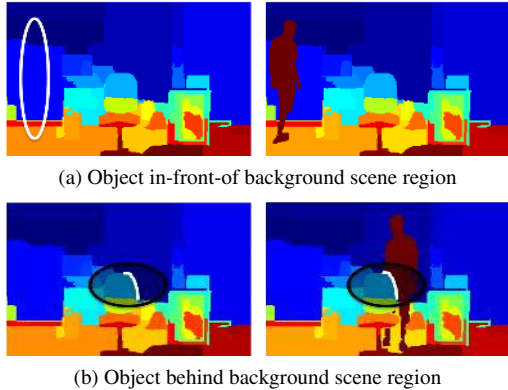 (a) Object in-front-of background scene region
(b) Object behind background scene region